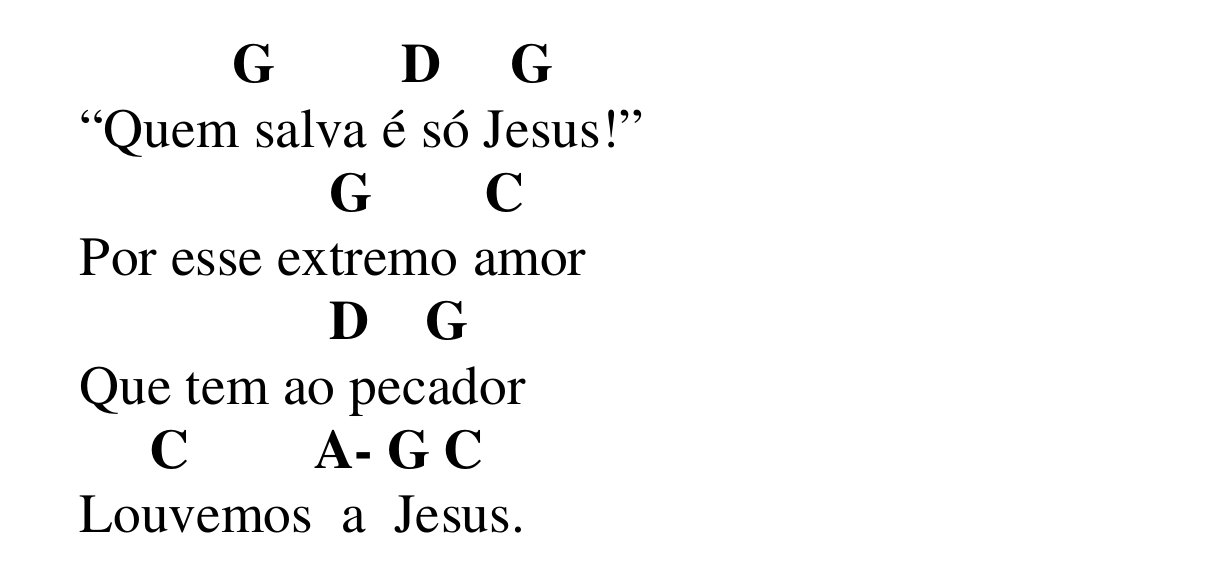 G D G
“Quem salva é só Jesus!”
G C
Por esse extremo amor
D G
Que tem ao pecador
C A- G C
Louvemos a Jesus.